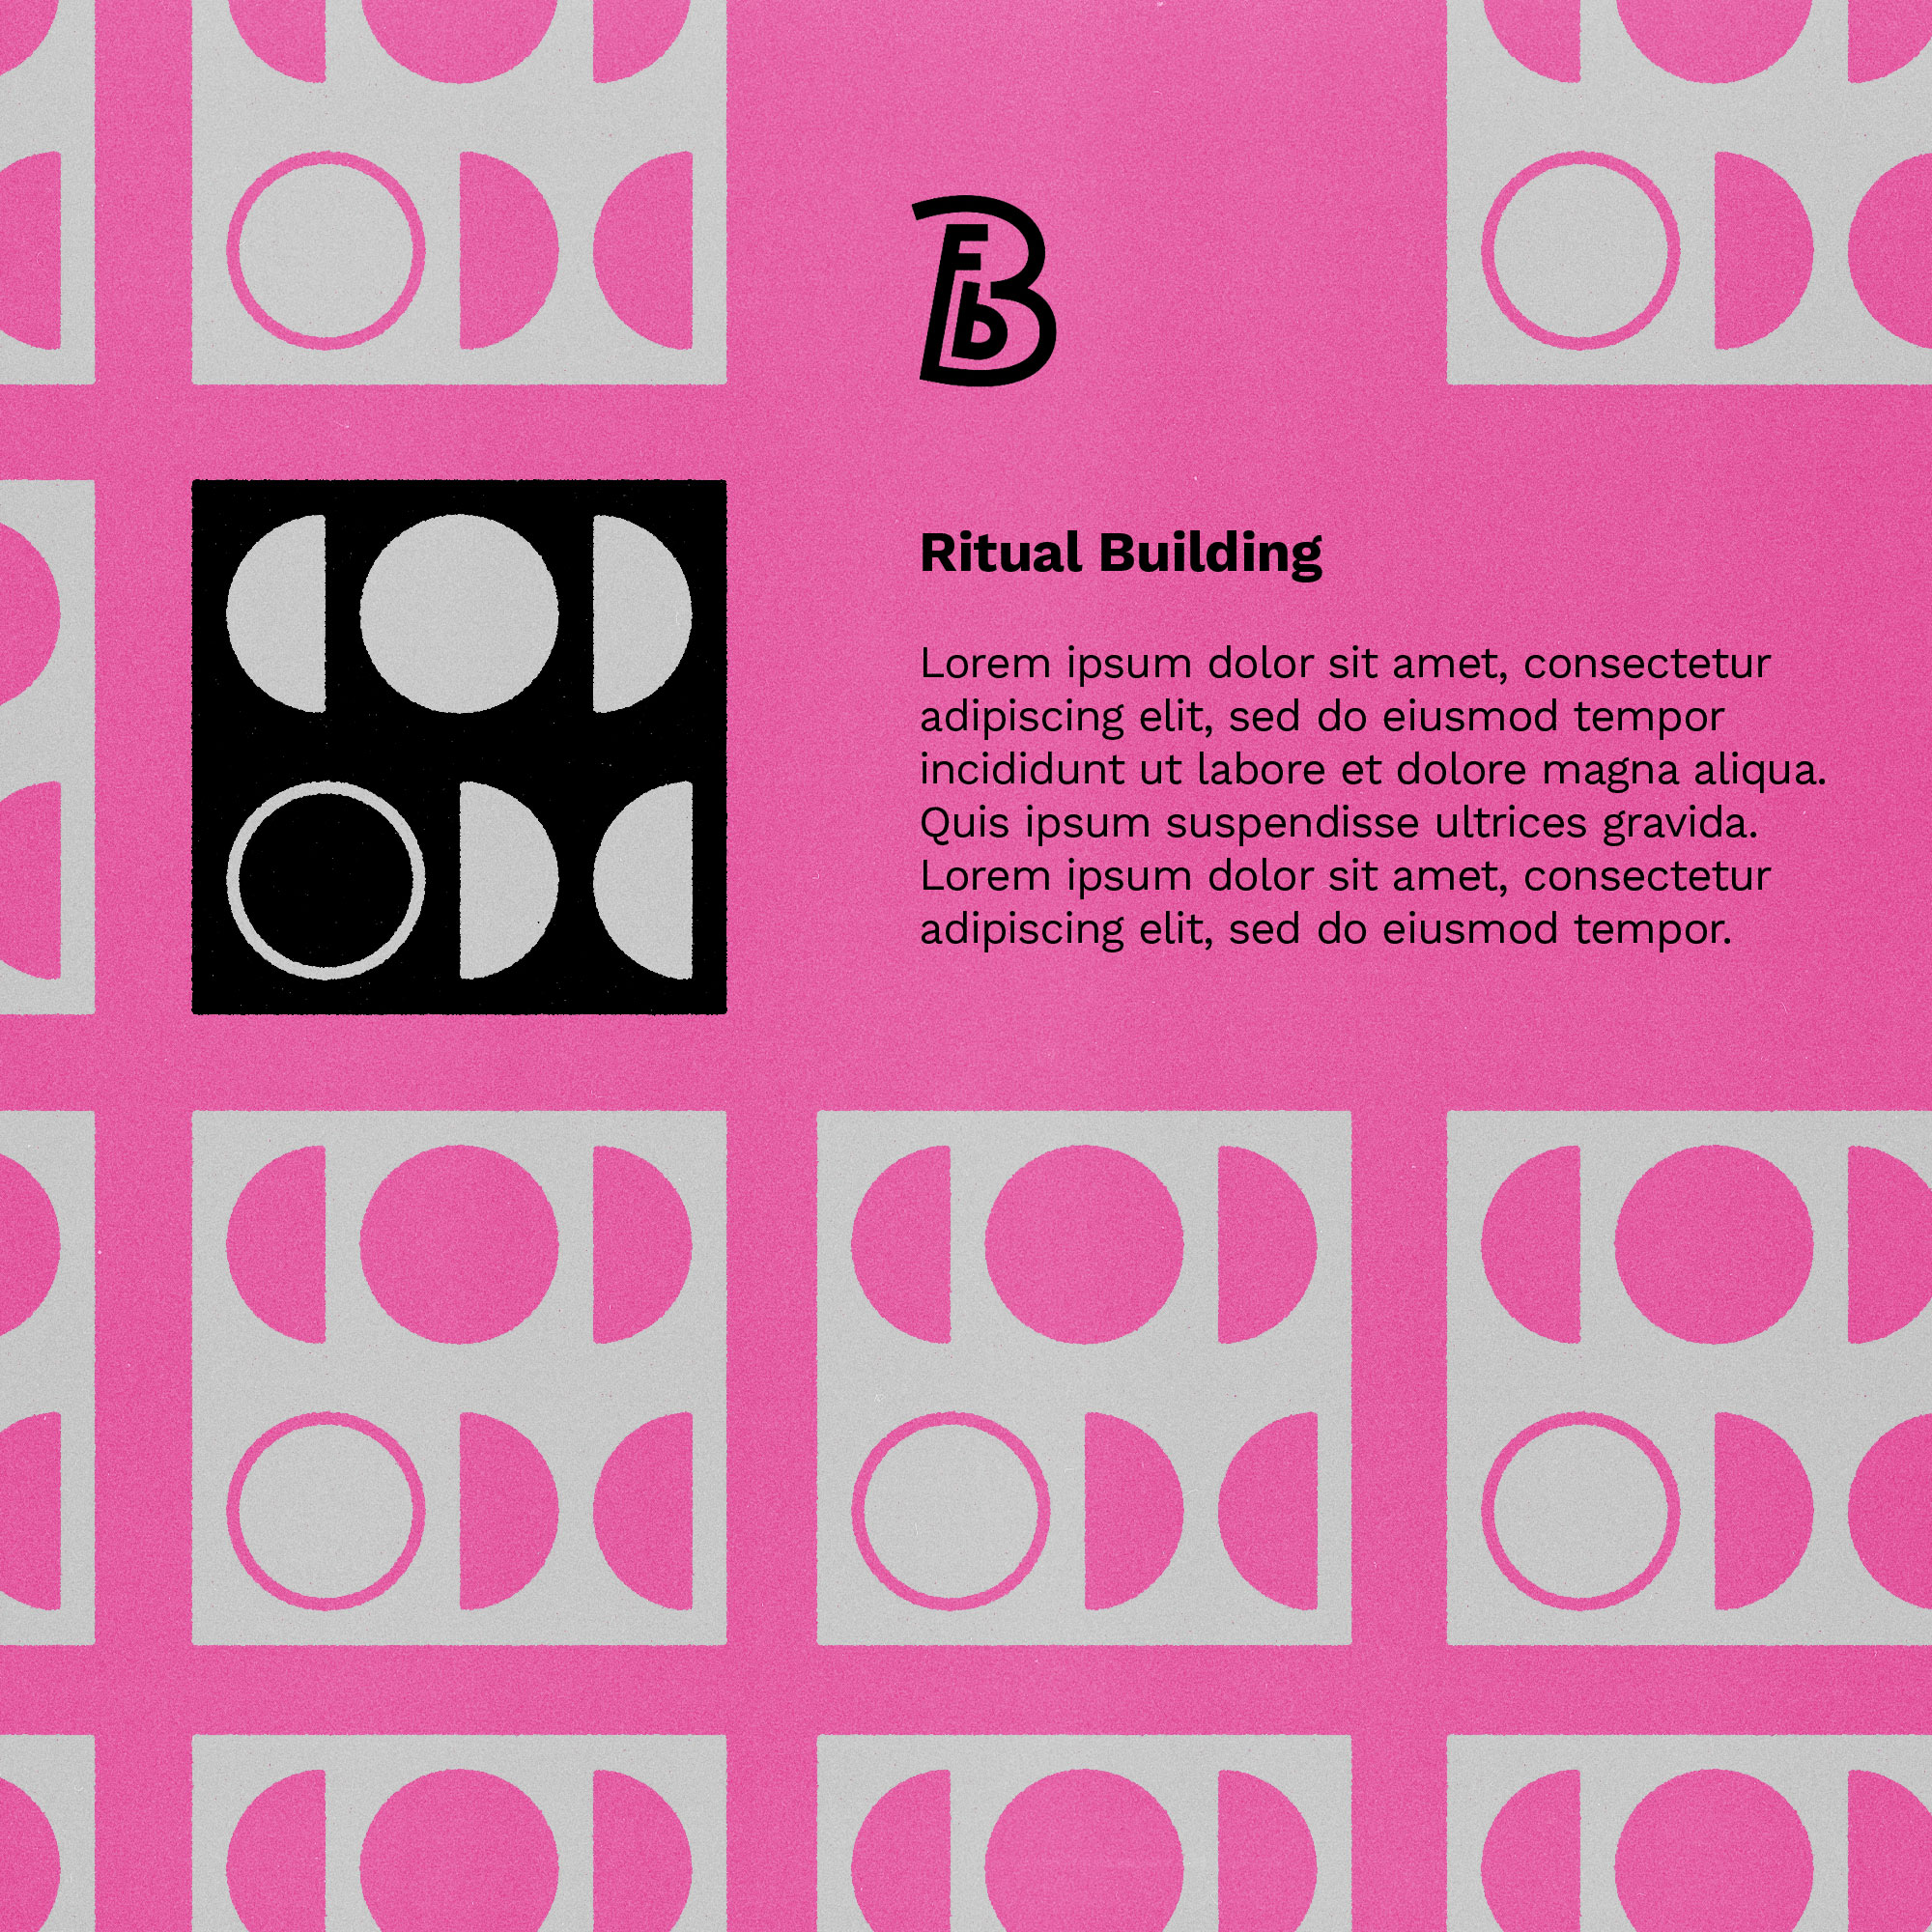 FbB
Ritual Building
Lorem ipsum dolor sit amet, consectetur
adipiscing elit, sed do eiusmod tempor
incididunt ut labore et dolore magna aliqua.
Quis ipsum suspendisse ultrices gravida.
Lorem ipsum dolor sit amet, consectetur
adipiscing elit, sed do eiusmod tempor.